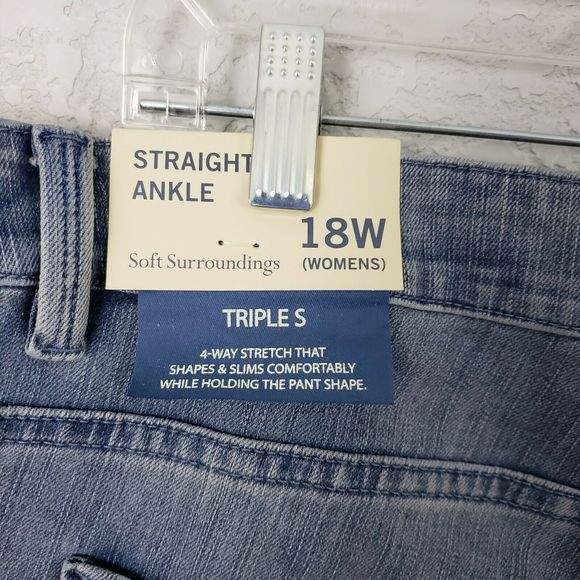 STRAIGHT
ANKLE
18W
Soft Surroundings
(WOMENS)
TRIPLE S
4-WAY STRETCH THAT
SHAPES & SLIMS COMFORTABLY
WHILE HOLDING THE PANT SHAPE.